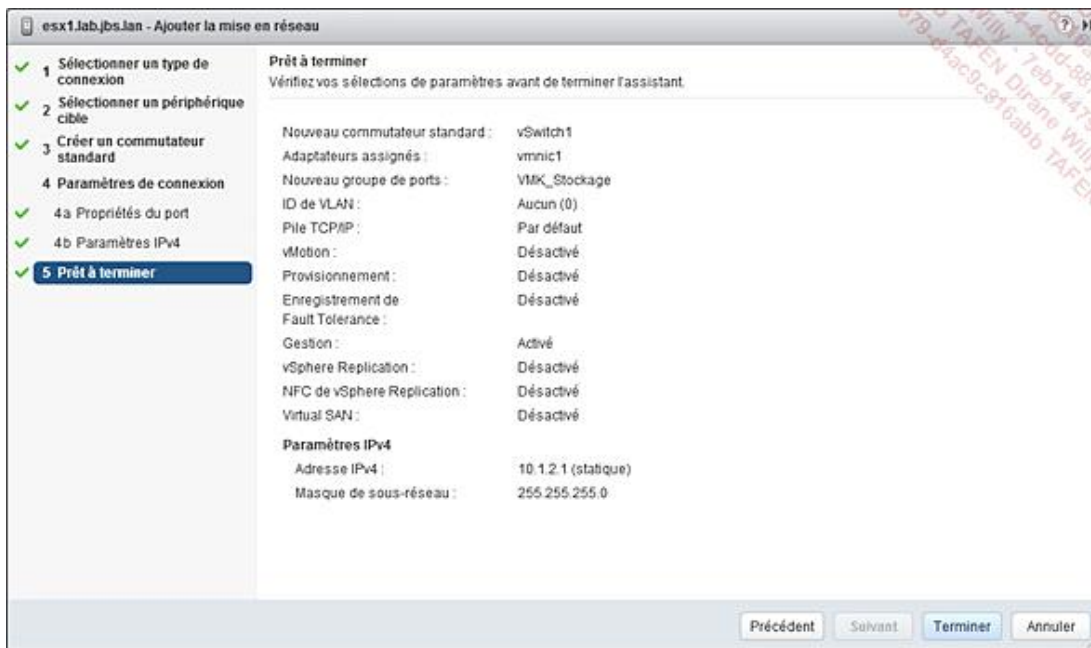 esx1.lab.jbs.lan - Ajouter la mise en réseau
1 Sélectionner un type de
connexion
2 Sélectionner un périphérique
cible
3 Créer un commutateur
standard
4 Paramètres de connexion
4a Propriétés du port
4b Paramètres IPv4
5 Prêt à terminer
Prêt à terminer
Vérifiez vos sélections de paramètres avant de terminer l'assistant.
Nouveau commutateur standard : vSwitch1
Adaptateurs assignés : vmnic1
Nouveau groupe de ports : VMK_Stockage
ID de VLAN : Aucun (0)
Pile TCP/IP : Par défaut
vMotion : Désactivé
Provisionnement : Désactivé
Enregistrement de Désactivé
Fault Tolerance :
Gestion : Activé
vSphere Replication : Désactivé
NFC de vSphere Replication : Désactivé
Virtual SAN : Désactivé
Paramètres IPv4
Adresse IPv4 : 10.1.2.1 (statique)
Masque de sous-réseau : 255.255.255.0
Précédent Suivant Terminer Annuler